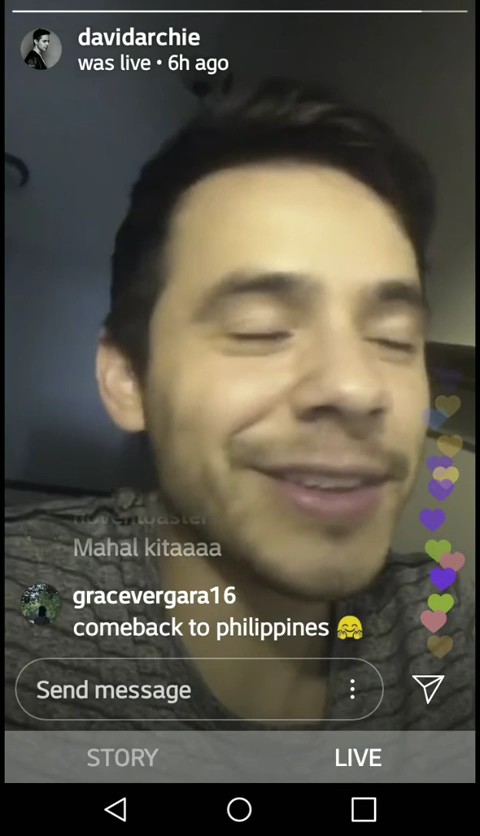 davidarchie
was live • 6h ago
Mahal kitaaaa
gracevergara16
comeback to philippines 🤗
Send message
STORY
LIVE